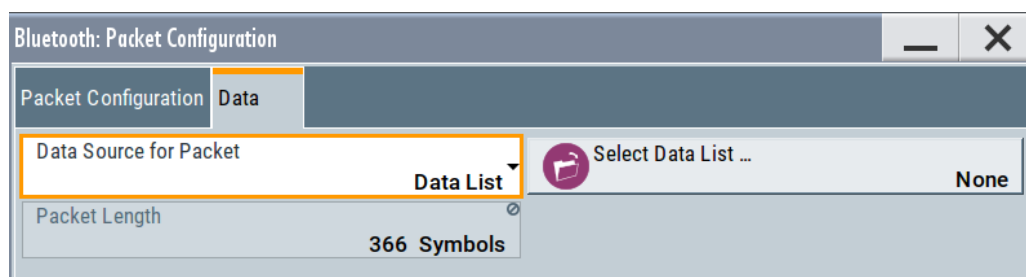 Bluetooth: Packet Configuration
Packet Configuration Data
Data Source for Packet
Data List
Select Data List ...
None
Packet Length
366 Symbols